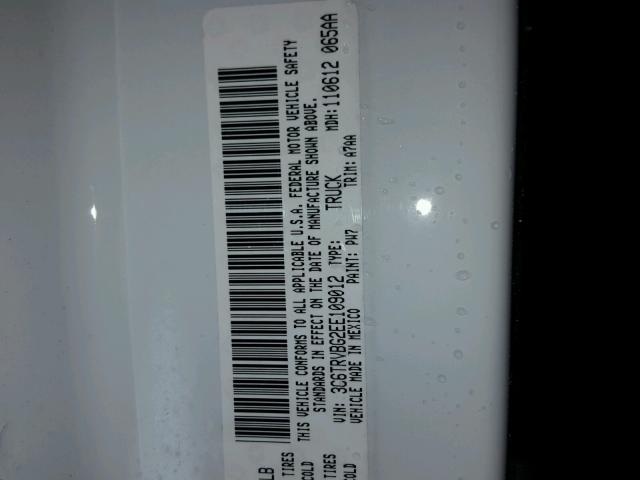 LB
TIRES
COLD
THIS VEHICLE CONFORMS TO ALL APPLICABLE U.S.A. FEDERAL MOTOR VEHICLE SAFETY
STANDARDS IN EFFECT ON THE DATE OF MANUFACTURE SHOWN ABOVE.
VIN: 3C6TRVBG2EE109012 TYPE: TRUCK MDH: 110612 065AA
VEHICLE MADE IN MEXICO PAINT: PW7 TRIM: A7AA
TIRES
COLD